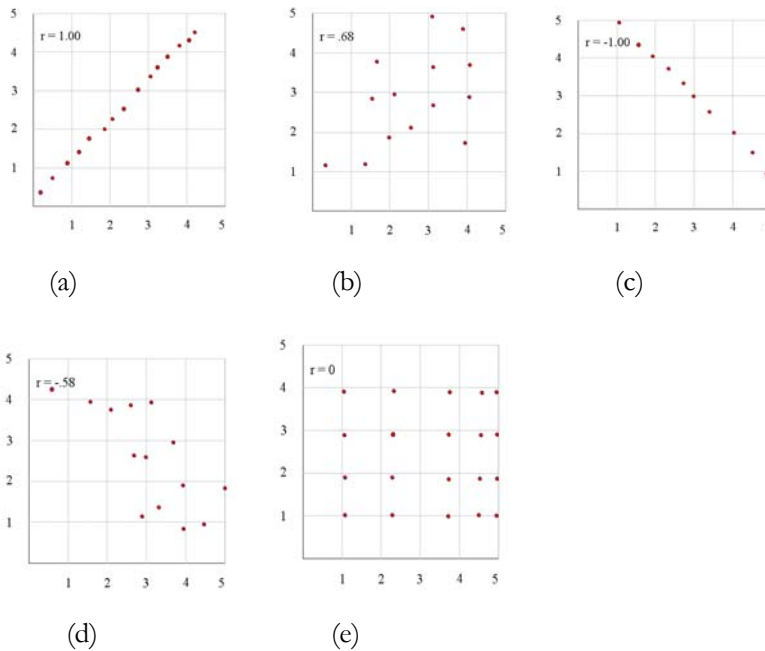 5 5 5
r = 1.00 r = .68 r = -1.00
4 4 4
3 3 3
2 2 2
1 1 1
1 2 3 4 5 1 2 3 4 5 1 2 3 4 5
(a) (b) (c)
5 5
r = -.58 r = 0
4 4
3 3
2 2
1 1
1 2 3 4 5 1 2 3 4 5
(d) (e)